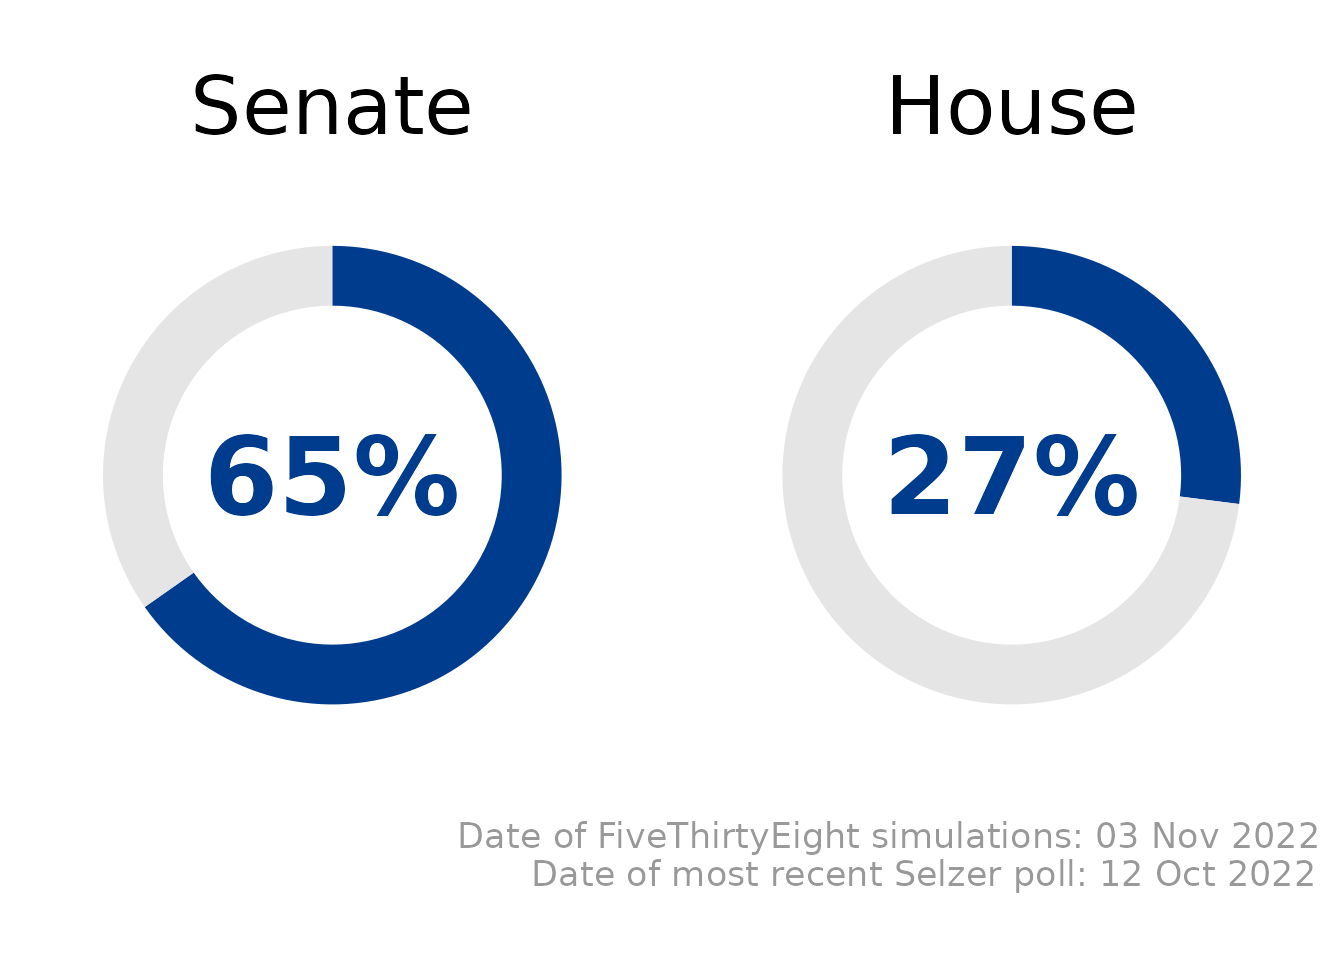 Senate
House
65%
27%
Date of FiveThirtyEight simulations: 03 Nov 2022
Date of most recent Selzer poll: 12 Oct 2022